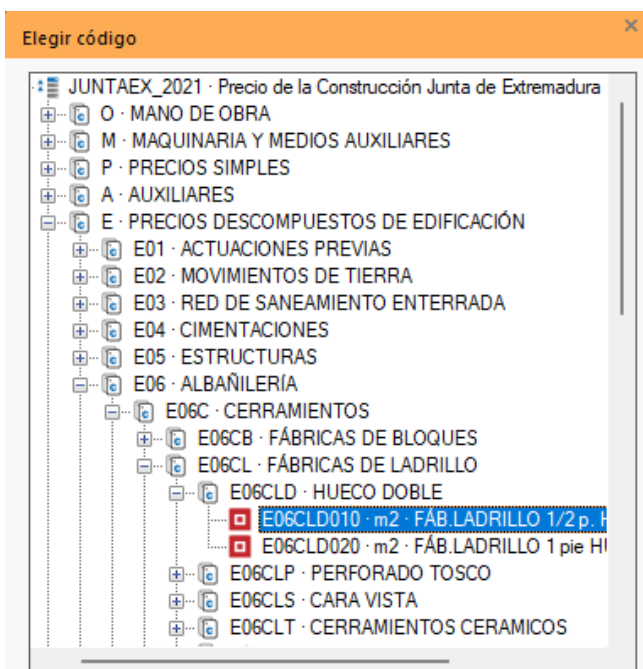 Elegir código
JUNTAEX_2021 · Precio de la Construcción Junta de Extremadura
O · MANO DE OBRA
M · MAQUINARIA Y MEDIOS AUXILIARES
P · PRECIOS SIMPLES
A · AUXILIARES
E · PRECIOS DESCOMPUESTOS DE EDIFICACIÓN
E01 · ACTUACIONES PREVIAS
E02 · MOVIMIENTOS DE TIERRA
E03 · RED DE SANEAMIENTO ENTERRADA
E04 · CIMENTACIONES
E05 · ESTRUCTURAS
E06 · ALBAÑILERÍA
E06C · CERRAMIENTOS
E06CB · FÁBRICAS DE BLOQUES
E06CL · FÁBRICAS DE LADRILLO
E06CLD · HUECO DOBLE
E06CLD010 · m2 · FÁB.LADRILLO 1/2 p.
E06CLD020 · m2 · FÁB.LADRILLO 1 pie
E06CLP · PERFORADO TOSCO
E06CLS · CARA VISTA
E06CLT · CERRAMIENTOS CERAMICOS